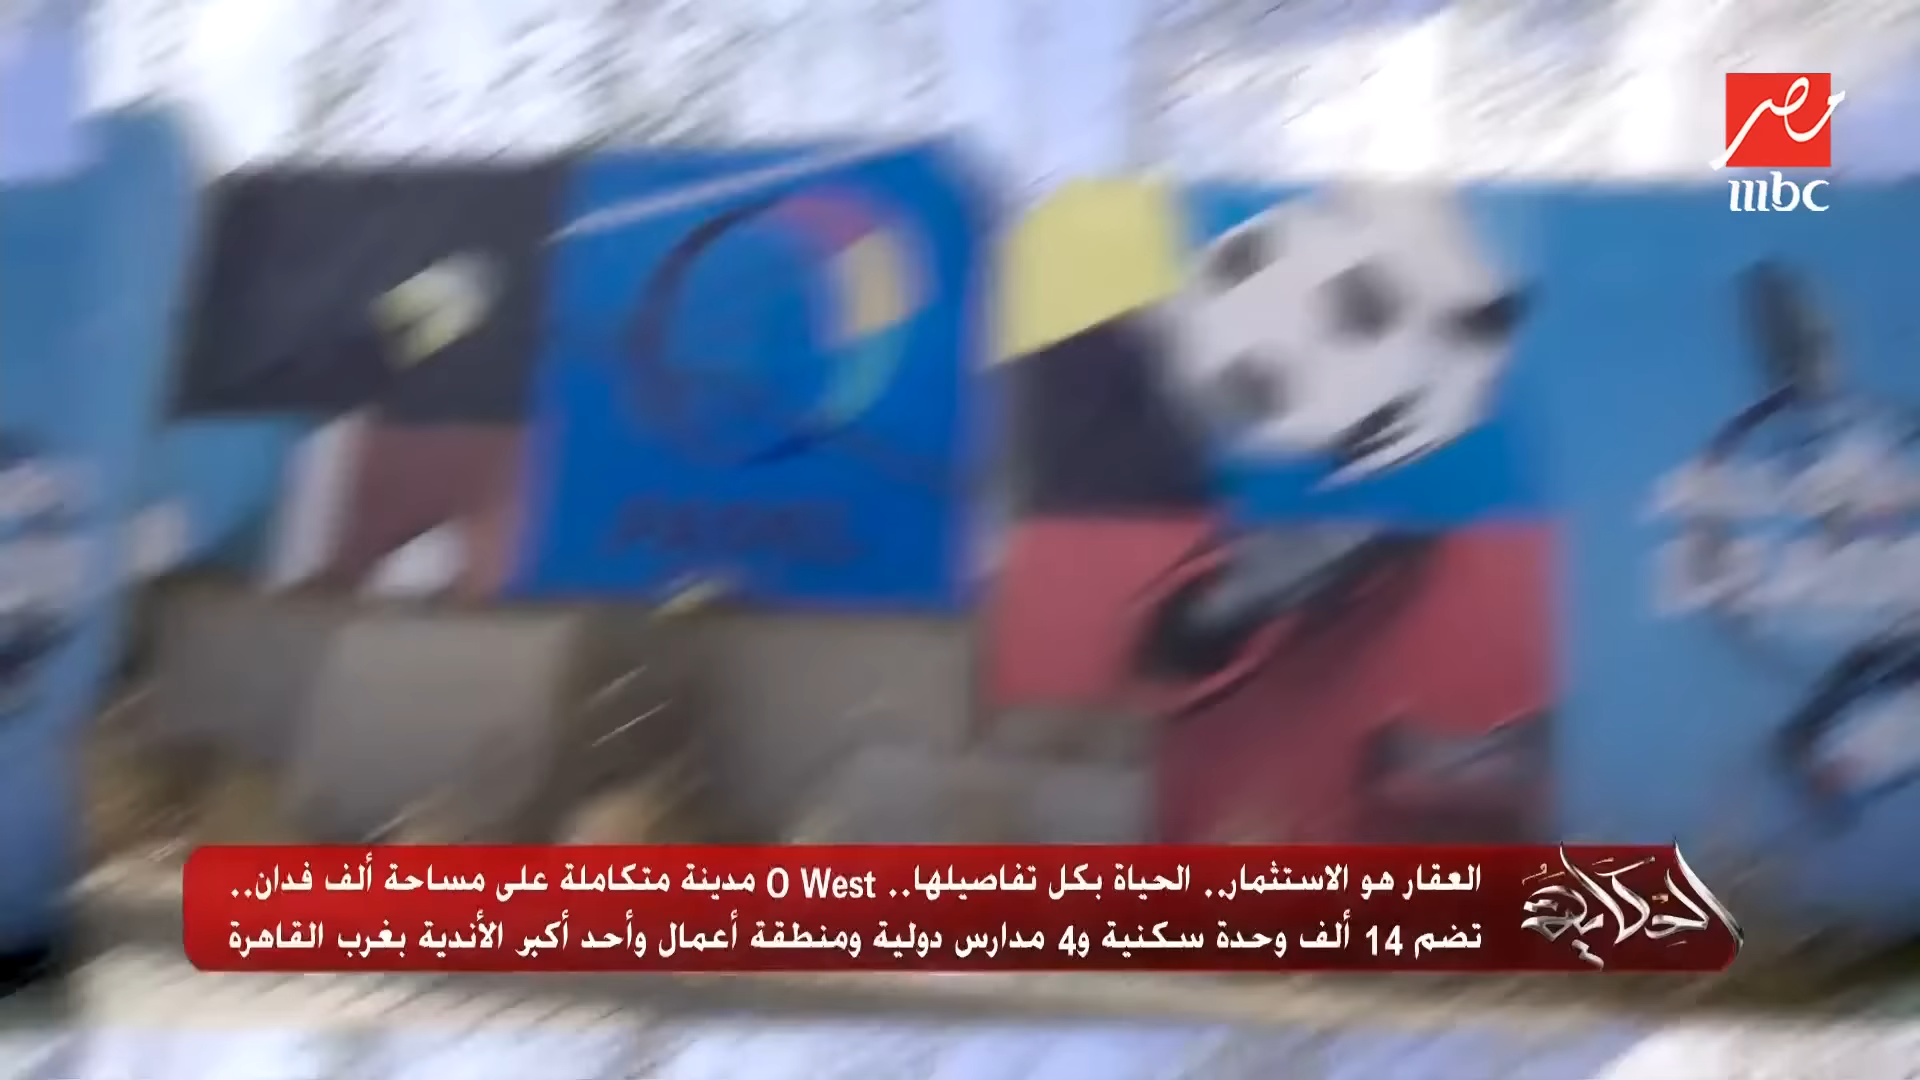 مصر
mbc
العقار هو الاستثمار.. الحياة بكل تفاصيلها.. O West مدينة متكاملة على مساحة ألف فدان..
تضم 14 ألف وحدة سكنية و4 مدارس دولية ومنطقة أعمال وأحد أكبر الأندية بغرب القاهرة
الحكاية